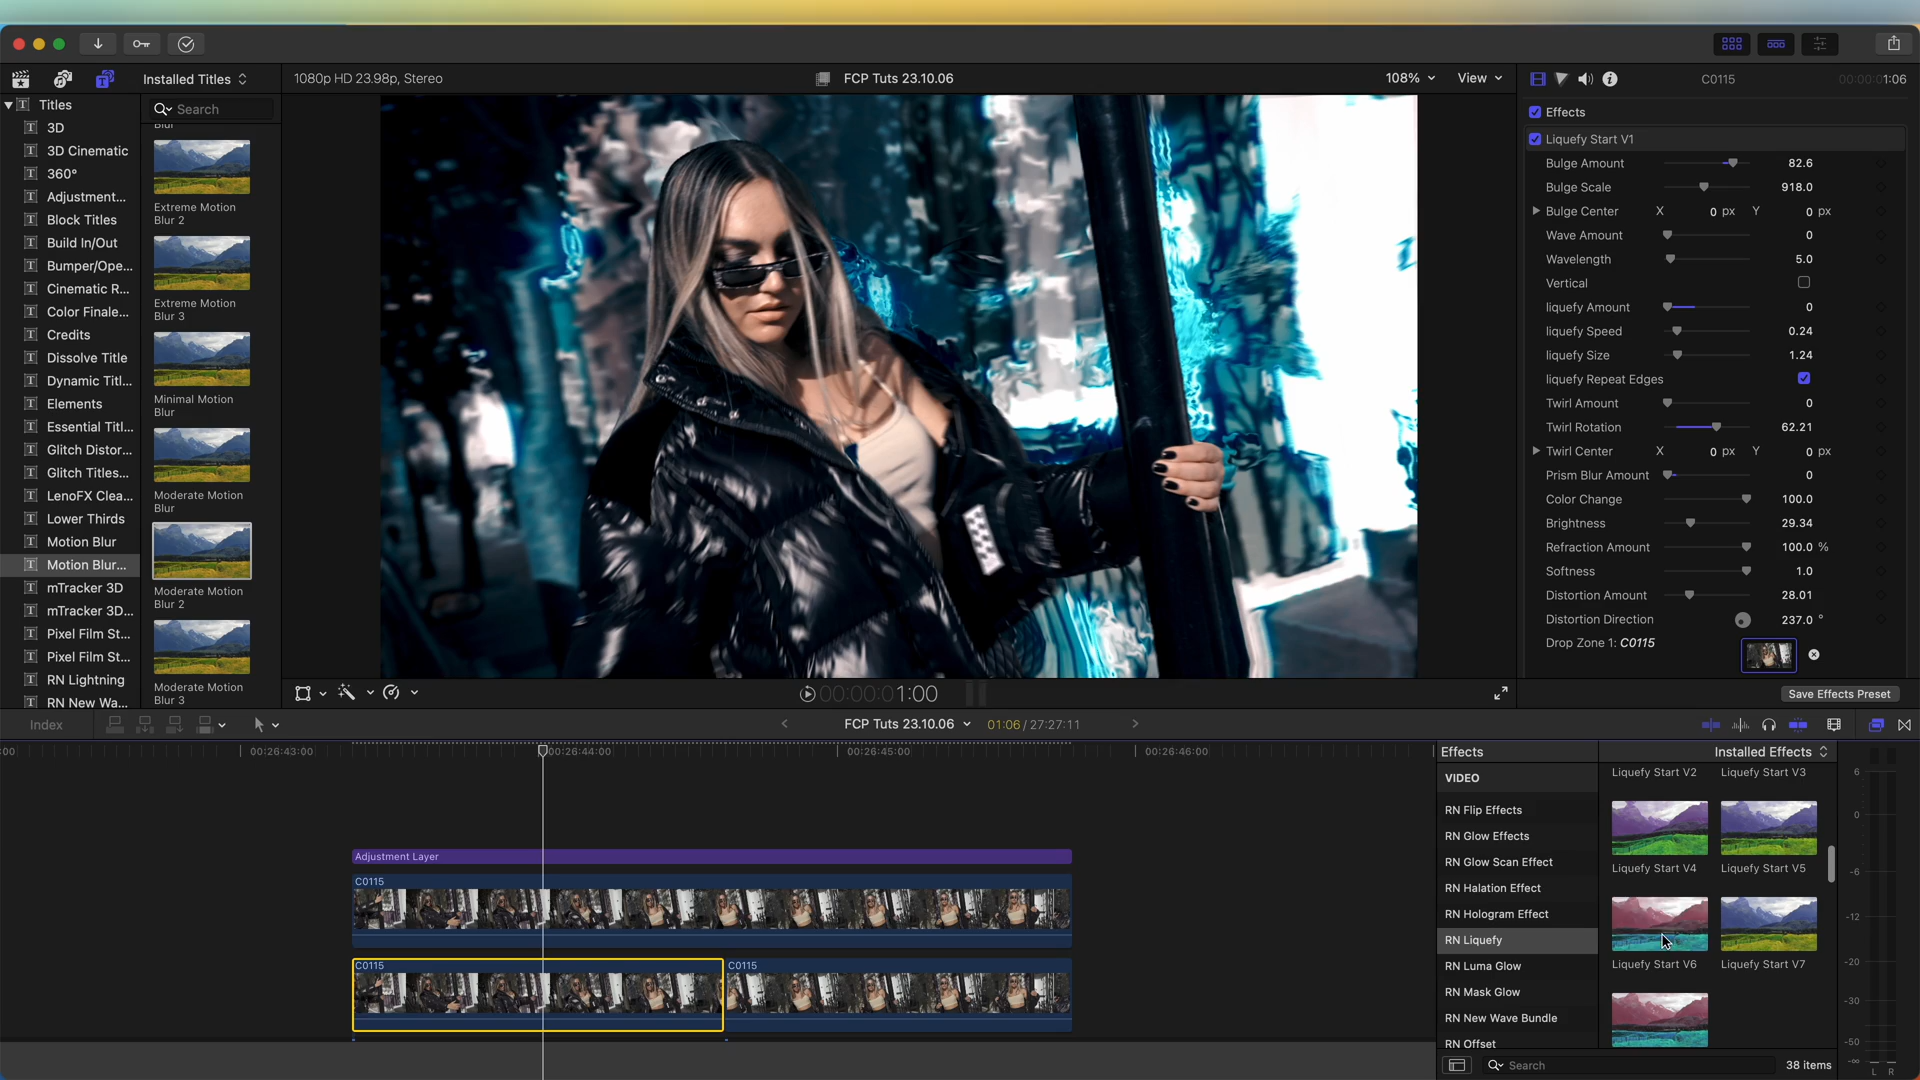 Installed Titles
1080p HD 23.98p, Stereo
FCP Tuts 23.10.06
108%
View
C0115
00:00:01:06
Titles
Search
3D
3D Cinematic
360°
Adjustment...
Block Titles
Build In/Out
Bumper/Ope...
Cinematic R...
Color Finale...
Credits
Dissolve Title
Dynamic Titl...
Elements
Essential Titl...
Glitch Distor...
Glitch Titles...
LenoFX Clea...
Lower Thirds
Motion Blur
Motion Blur...
mTracker 3D
mTracker 3D...
Pixel Film St...
Pixel Film St...
RN Lightning
RN New Wa...
Blur
Extreme Motion
Blur 2
Extreme Motion
Blur 3
Minimal Motion
Blur
Moderate Motion
Blur
Moderate Motion
Blur 2
Moderate Motion
Blur 3
Effects
Liquefy Start V1
Bulge Amount 82.6
Bulge Scale 918.0
Bulge Center X 0 px Y 0 px
Wave Amount 0
Wavelength 5.0
Vertical
liquefy Amount 0
liquefy Speed 0.24
liquefy Size 1.24
liquefy Repeat Edges
Twirl Amount 0
Twirl Rotation 62.21
Twirl Center X 0 px Y 0 px
Prism Blur Amount 0
Color Change 100.0
Brightness 29.34
Refraction Amount 100.0 %
Softness 1.0
Distortion Amount 28.01
Distortion Direction 237.0 °
Drop Zone 1: C0115
00:00:01:00
Save Effects Preset
Index
FCP Tuts 23.10.06
01:06 / 27:27:11
:00
00:26:43:00
00:26:44:00
00:26:45:00
00:26:46:00
Adjustment Layer
C0115
C0115
C0115
Effects
Installed Effects
VIDEO
RN Flip Effects
RN Glow Effects
RN Glow Scan Effect
RN Halation Effect
RN Hologram Effect
RN Liquefy
RN Luma Glow
RN Mask Glow
RN New Wave Bundle
RN Offset
Liquefy Start V2
Liquefy Start V3
Liquefy Start V4
Liquefy Start V5
Liquefy Start V6
Liquefy Start V7
Search
38 items
6
0
-6
-12
-20
-30
-50
-∞
L R